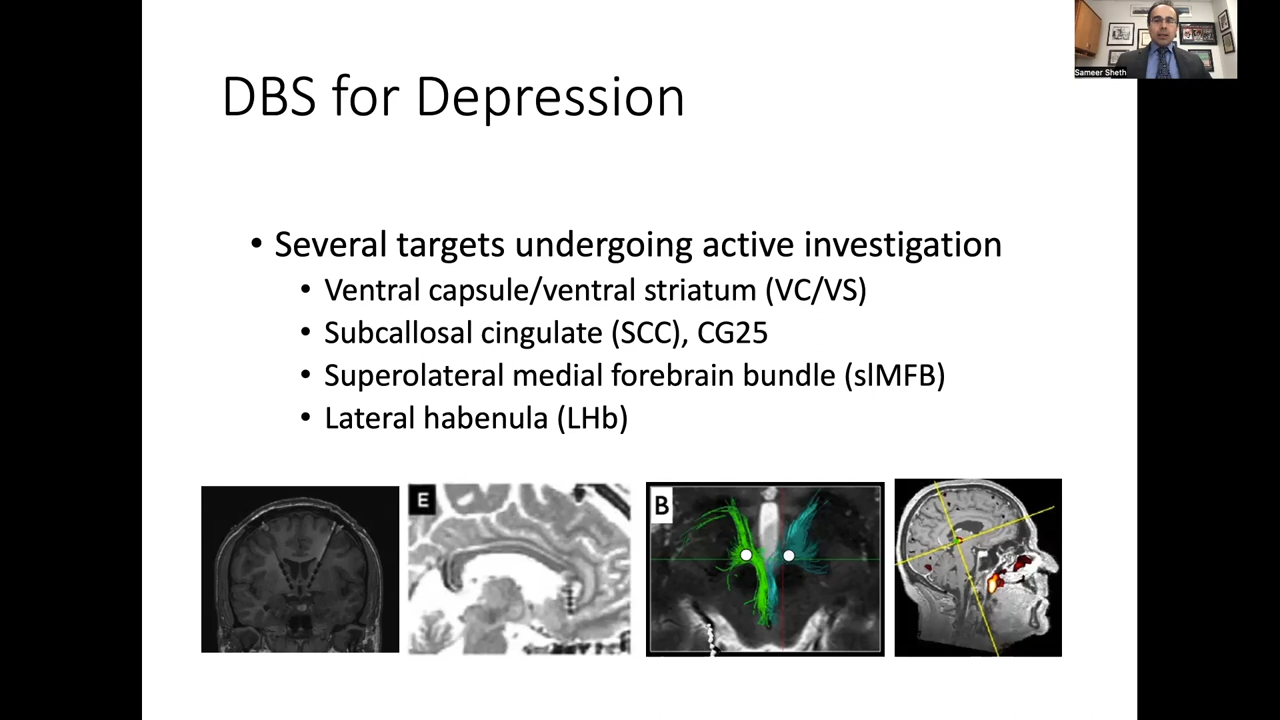 DBS for Depression
Sameer Sheth
• Several targets undergoing active investigation
• Ventral capsule/ventral striatum (VC/VS)
• Subcallosal cingulate (SCC), CG25
• Superolateral medial forebrain bundle (slMFB)
• Lateral habenula (LHb)
E
B